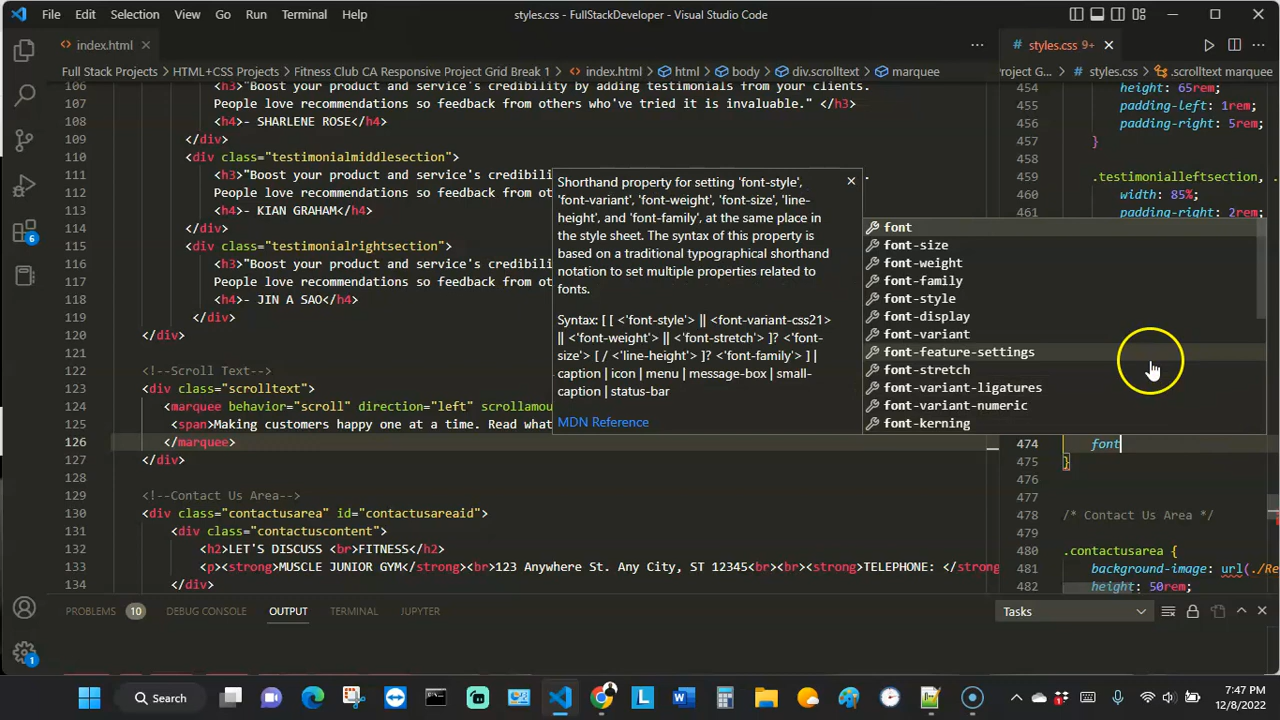 File Edit Selection View Go Run Terminal Help
styles.css - FullStackDeveloper - Visual Studio Code
index.html
styles.css 9+
Full Stack Projects > HTML+CSS Projects > Fitness Club CA Responsive Project Grid Break 1 > index.html > html > body > div.scrolltext > marquee
roject G... > styles.css > .scrolltext marquee
106 <h3>"Boost your product and service's credibility by adding testimonials from your clients.
107 People love recommendations so feedback from others who've tried it is invaluable." </h3>
108 <h4>- SHARLENE ROSE</h4>
109 </div>
110 <div class="testimonialmiddlesection">
111 <h3>"Boost your product and service's credibili
112 People love recommendations so feedback from ot
113 <h4>- KIAN GRAHAM</h4>
114 </div>
115 <div class="testimonialrightsection">
116 <h3>"Boost your product and service's credibili
117 People love recommendations so feedback from ot
118 <h4>- JIN A SAO</h4>
119 </div>
120 </div>
121
122 <!--Scroll Text-->
123 <div class="scrolltext">
124 <marquee behavior="scroll" direction="left" scrollamou
125 <span>Making customers happy one at a time. Read what
126 </marquee>
127 </div>
128
129 <!--Contact Us Area-->
130 <div class="contactusarea" id="contactusareaid">
131 <div class="contactuscontent">
132 <h2>LET'S DISCUSS <br>FITNESS</h2>
133 <p><strong>MUSCLE JUNIOR GYM</strong><br>123 Anywhere St. Any City, ST 12345<br><br><strong>TELEPHONE: </strong>
134 </div>
Shorthand property for setting 'font-style',
'font-variant', 'font-weight', 'font-size', 'line-
height', and 'font-family', at the same place in
the style sheet. The syntax of this property is
based on a traditional typographical shorthand
notation to set multiple properties related to
fonts.
Syntax: [ [ <'font-style'> || <font-variant-css21>
|| <'font-weight'> || <'font-stretch'> ]? <'font-
size'> [ / <'line-height'> ]? <'font-family'> ] |
caption | icon | menu | message-box | small-
caption | status-bar
MDN Reference
454 height: 65rem;
455 padding-left: 1rem;
456 padding-right: 5rem;
457 }
458
459 .testimonialleftsection, .
460 width: 85%;
461 padding-right: 2rem;
font
font-size
font-weight
font-family
font-style
font-display
font-variant
font-feature-settings
font-stretch
font-variant-ligatures
font-variant-numeric
font-kerning
474 font
475 }
476
477
478 /* Contact Us Area */
479
480 .contactusarea {
481 background-image: url(./Re
482 height: 50rem;
6
1
PROBLEMS 10 DEBUG CONSOLE OUTPUT TERMINAL JUPYTER
Tasks
Search
L
W
7:47 PM
12/8/2022